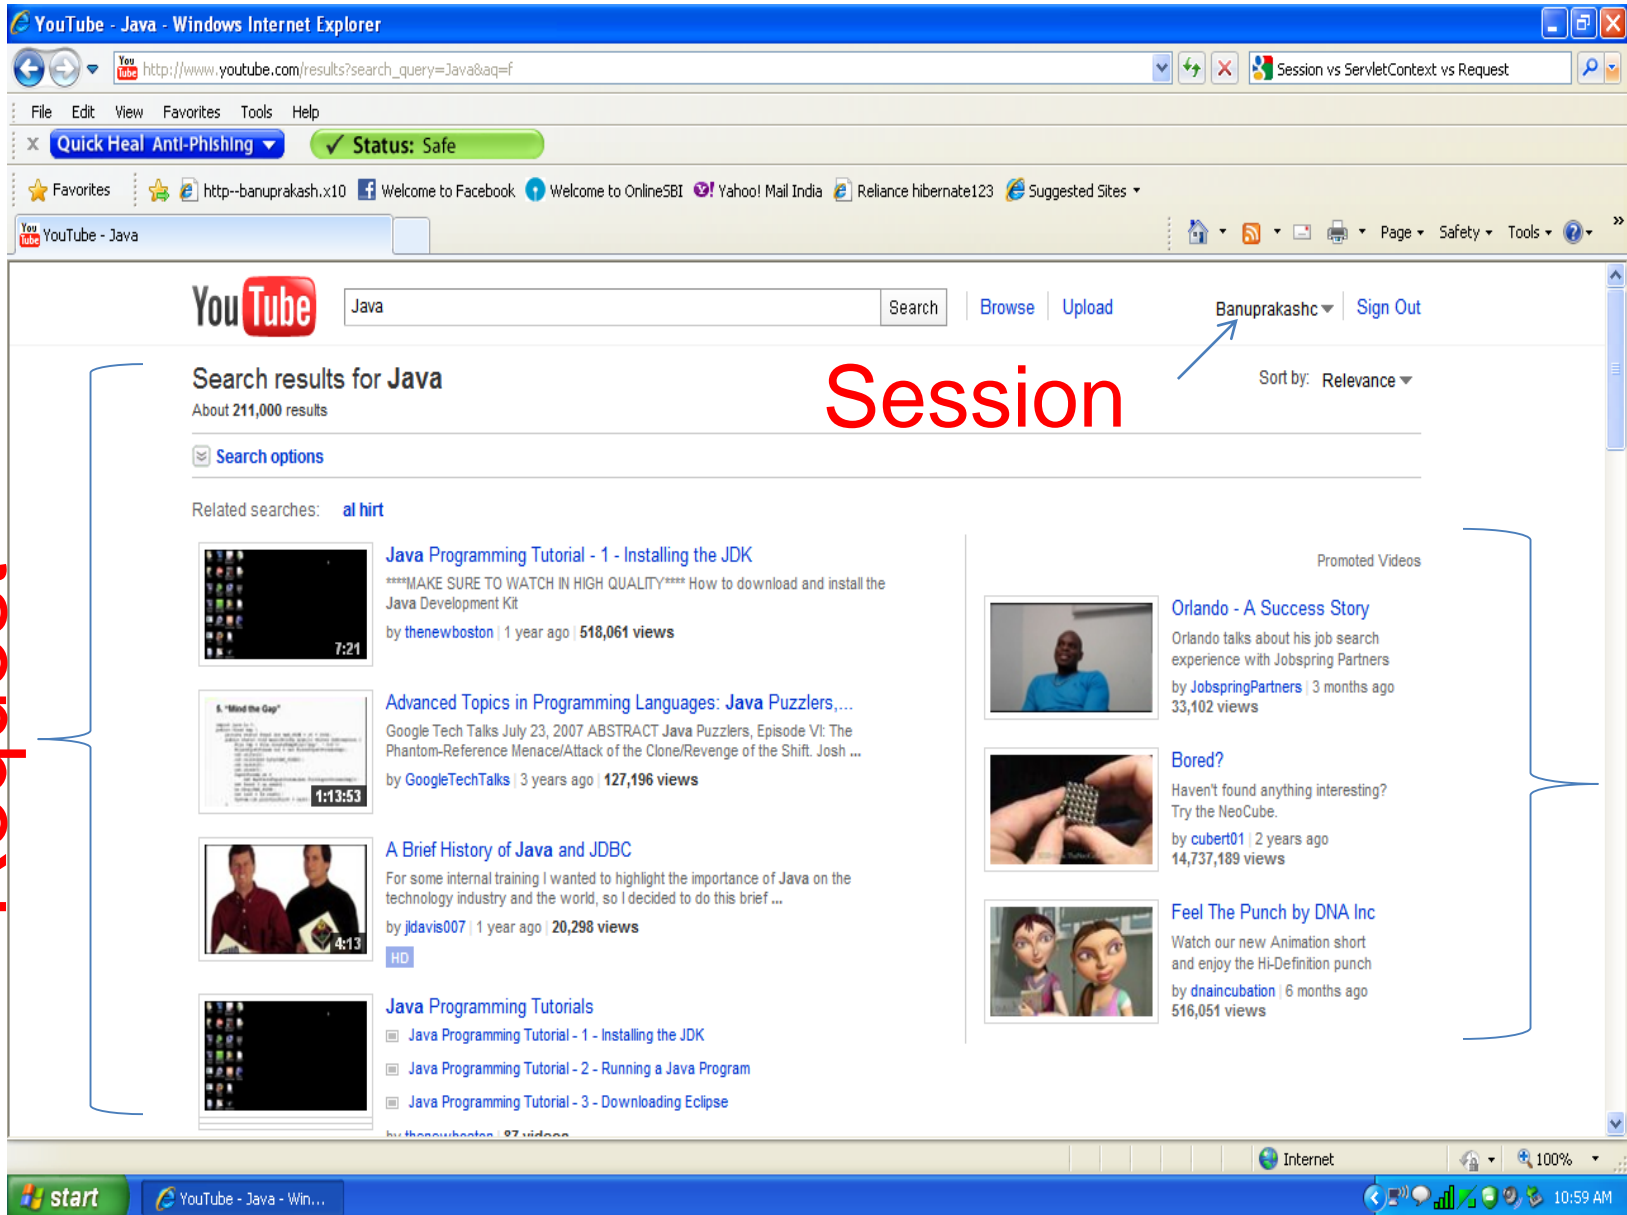 YouTube - Java - Windows Internet Explorer
http://www.youtube.com/results?search_query=Java&aq=f
Session vs ServletContext vs Request
File Edit View Favorites Tools Help
x Quick Heal Anti-Phishing Status: Safe
Favorites http--banuprakash.x10 Welcome to Facebook Welcome to OnlineSBI Yahoo! Mail India Reliance hibernate123 Suggested Sites
YouTube - Java
Page Safety Tools »
YouTube
Java
Search Browse Upload Banuprakashc Sign Out
Search results for Java
About 211,000 results
Session
Sort by: Relevance
Search options
Related searches: al hirt
Java Programming Tutorial - 1 - Installing the JDK
****MAKE SURE TO WATCH IN HIGH QUALITY**** How to download and install the
Java Development Kit
by thenewboston | 1 year ago | 518,061 views
7:21
Advanced Topics in Programming Languages: Java Puzzlers,...
Google Tech Talks July 23, 2007 ABSTRACT Java Puzzlers, Episode VI: The
Phantom-Reference Menace/Attack of the Clone/Revenge of the Shift. Josh ...
by GoogleTechTalks | 3 years ago | 127,196 views
5. "Mind the Gap"
1:13:53
A Brief History of Java and JDBC
For some internal training I wanted to highlight the importance of Java on the
technology industry and the world, so I decided to do this brief ...
by jldavis007 | 1 year ago | 20,298 views
4:13
HD
Java Programming Tutorials
Java Programming Tutorial - 1 - Installing the JDK
Java Programming Tutorial - 2 - Running a Java Program
Java Programming Tutorial - 3 - Downloading Eclipse
by thenewboston | 87 videos
Promoted Videos
Orlando - A Success Story
Orlando talks about his job search
experience with Jobspring Partners
by JobspringPartners | 3 months ago
33,102 views
Bored?
Haven't found anything interesting?
Try the NeoCube.
by cubert01 | 2 years ago
14,737,189 views
Feel The Punch by DNA Inc
Watch our new Animation short
and enjoy the Hi-Definition punch
by dnaincubation | 6 months ago
516,051 views
Internet 100%
start YouTube - Java - Win... 10:59 AM